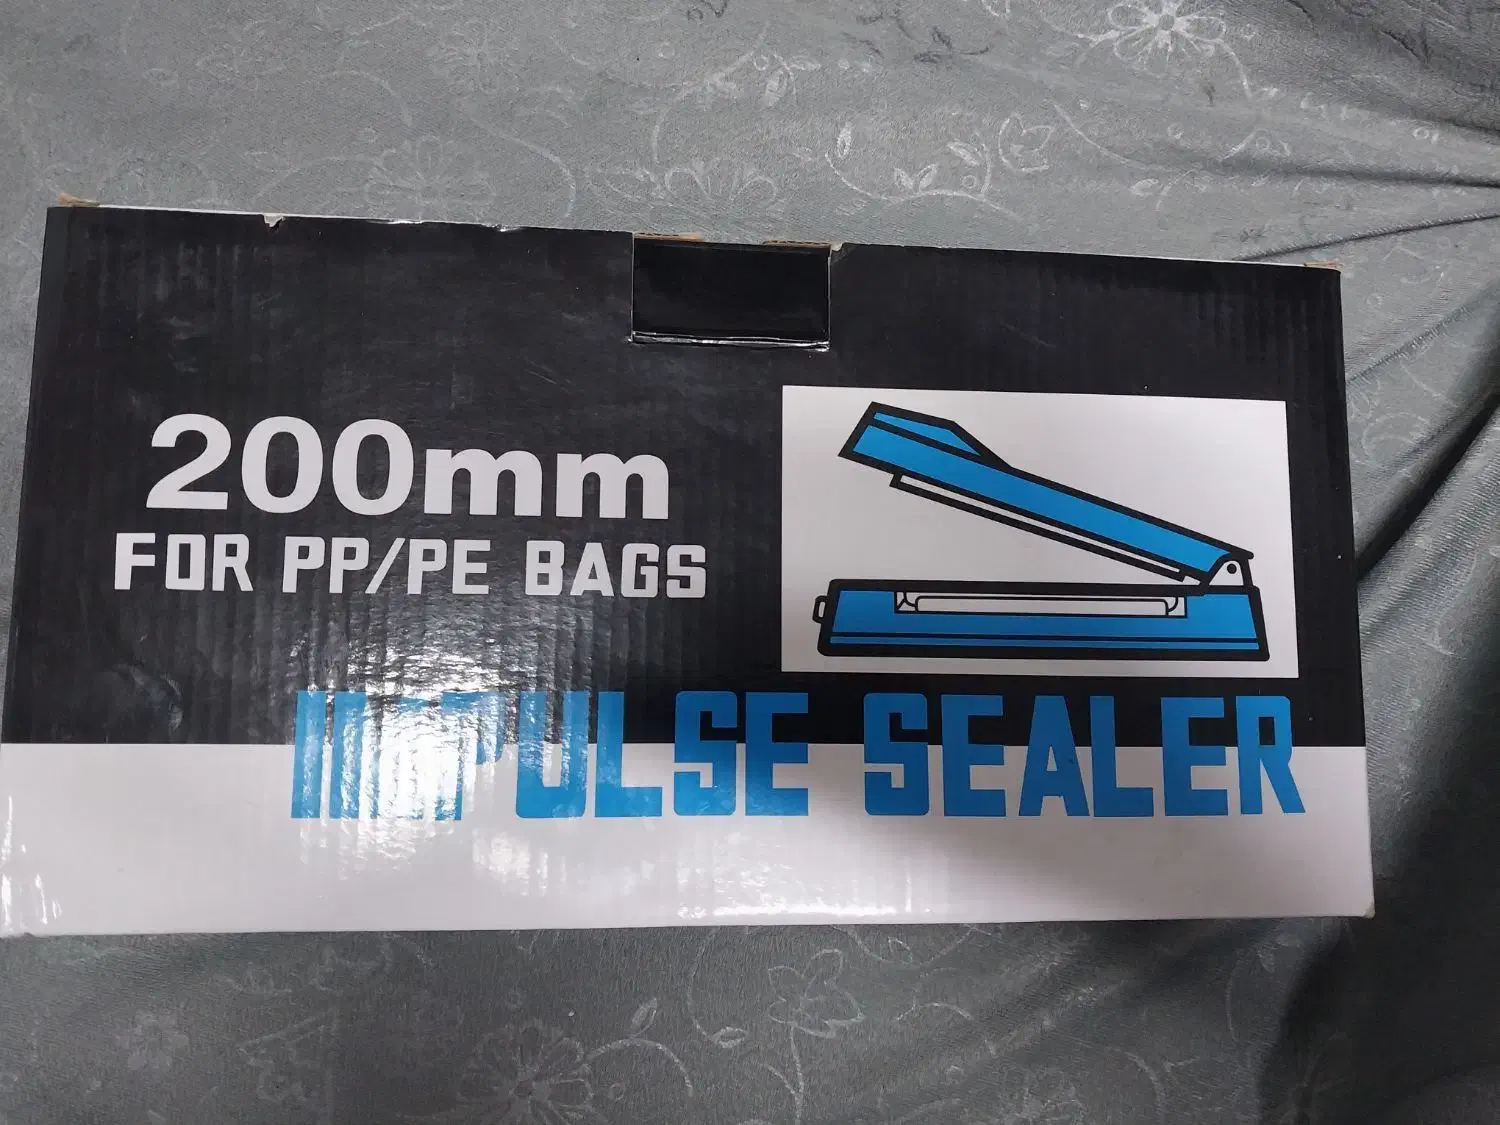 200mm
FOR PP/PE BAGS
IMPULSE SEALER